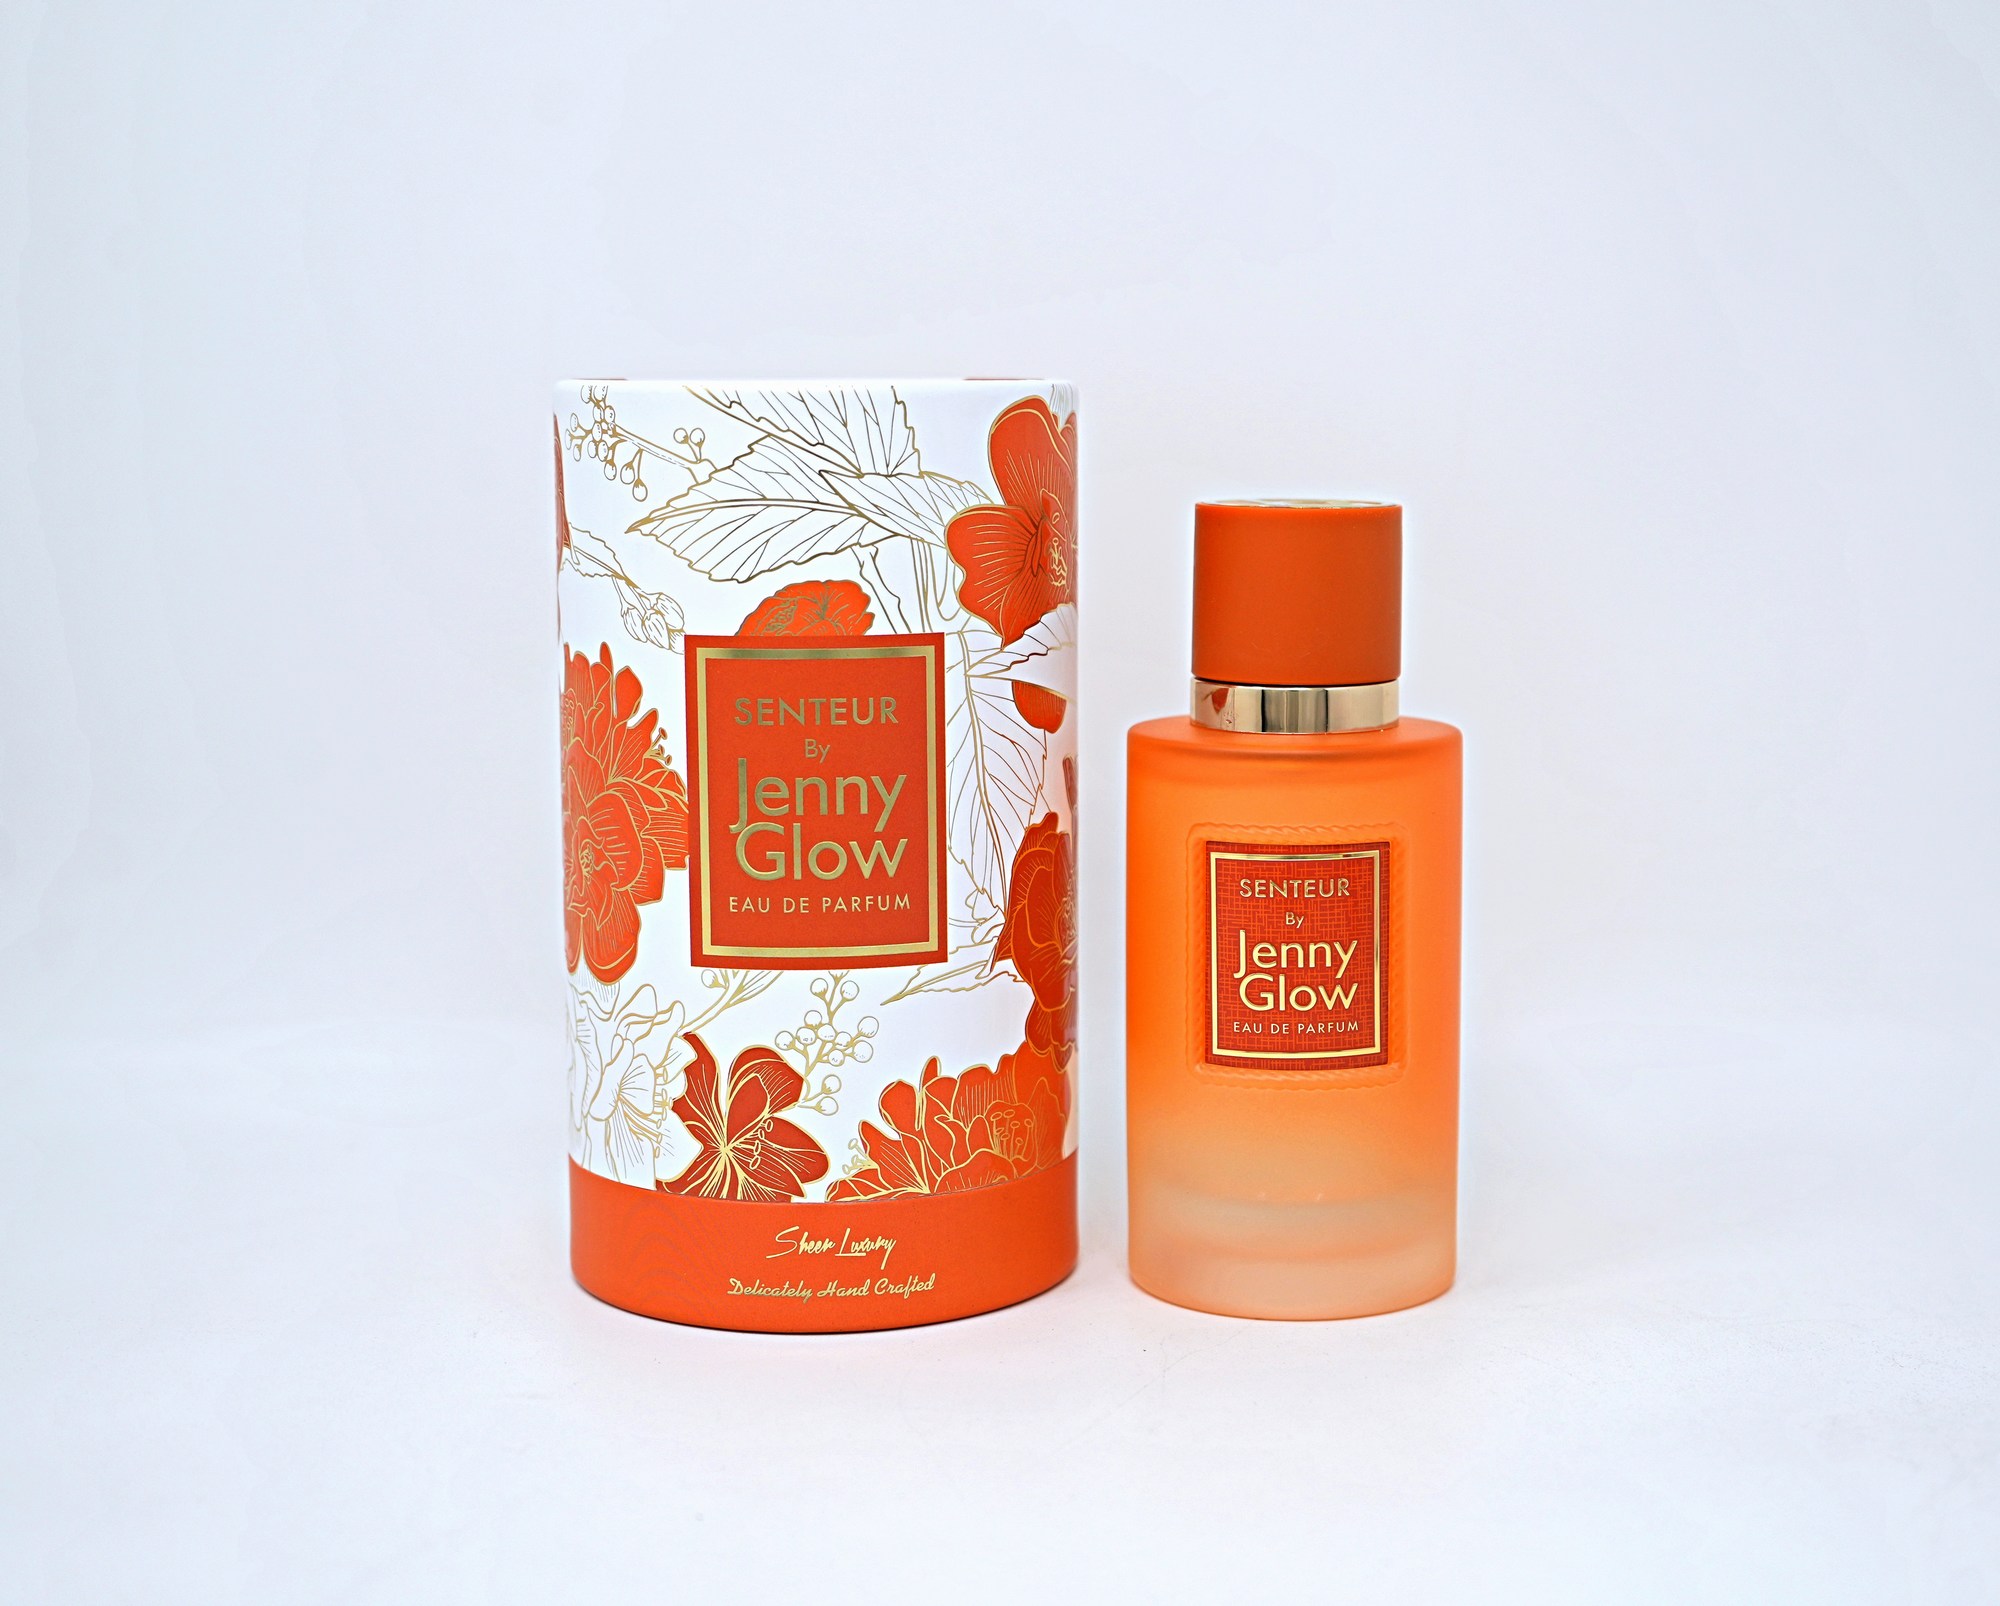 SENTEUR
By
Jenny
Glow
EAU DE PARFUM
Sheer Luxury
Delicately Hand Crafted
SENTEUR
By
Jenny
Glow
EAU DE PARFUM